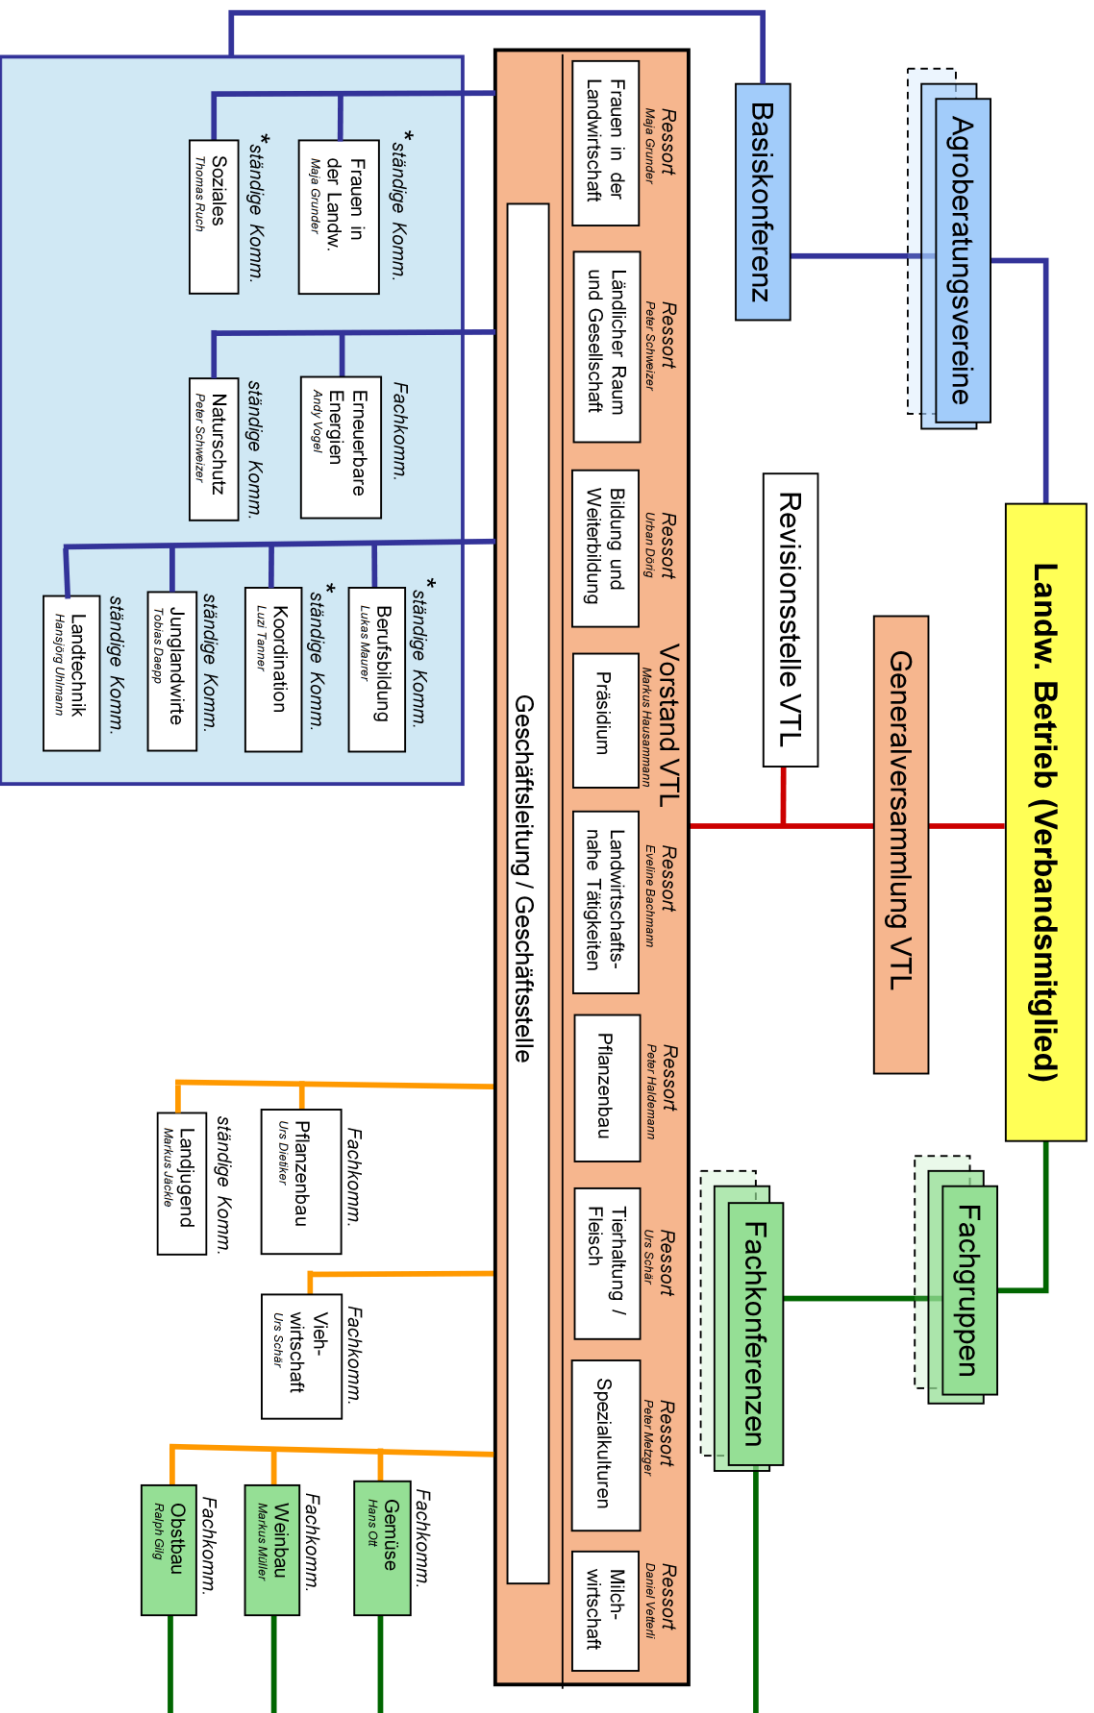 Landw. Betrieb (Verbandsmitglied)
Agroberatungsvereine
Generalversammlung VTL
Fachgruppen
Basiskonferenz
Revisionsstelle VTL
Fachkonferenzen
Vorstand VTL
Ressort
Maja Grunder
Frauen in der
Landwirtschaft
Ressort
Peter Schweizer
Ländlicher Raum
und Gesellschaft
Ressort
Urban Dörig
Bildung und
Weiterbildung
Markus Hausammann
Präsidium
Ressort
Eveline Bachmann
Landwirtschafts-
nahe Tätigkeiten
Ressort
Peter Haldemann
Pflanzenbau
Ressort
Urs Schär
Tierhaltung /
Fleisch
Ressort
Peter Metzger
Spezialkulturen
Ressort
Daniel Vetterli
Milch-
wirtschaft
Geschäftsleitung / Geschäftsstelle
*ständige Komm.
Frauen in
der Landw.
Maja Grunder
*ständige Komm.
Soziales
Thomas Ruch
Fachkomm.
Erneuerbare
Energien
Andy Vogel
ständige Komm.
Naturschutz
Peter Schweizer
*ständige Komm.
Berufsbildung
Lukas Maurer
*ständige Komm.
Koordination
Luzi Tanner
ständige Komm.
Junglandwirte
Tobias Daepp
ständige Komm.
Landtechnik
Hansjörg Uhlmann
Fachkomm.
Pflanzenbau
Urs Dietiker
ständige Komm.
Landjugend
Markus Jäckle
Fachkomm.
Vieh-
wirtschaft
Urs Schär
Fachkomm.
Gemüse
Hans Ott
Fachkomm.
Weinbau
Markus Müller
Fachkomm.
Obstbau
Ralph Gilg